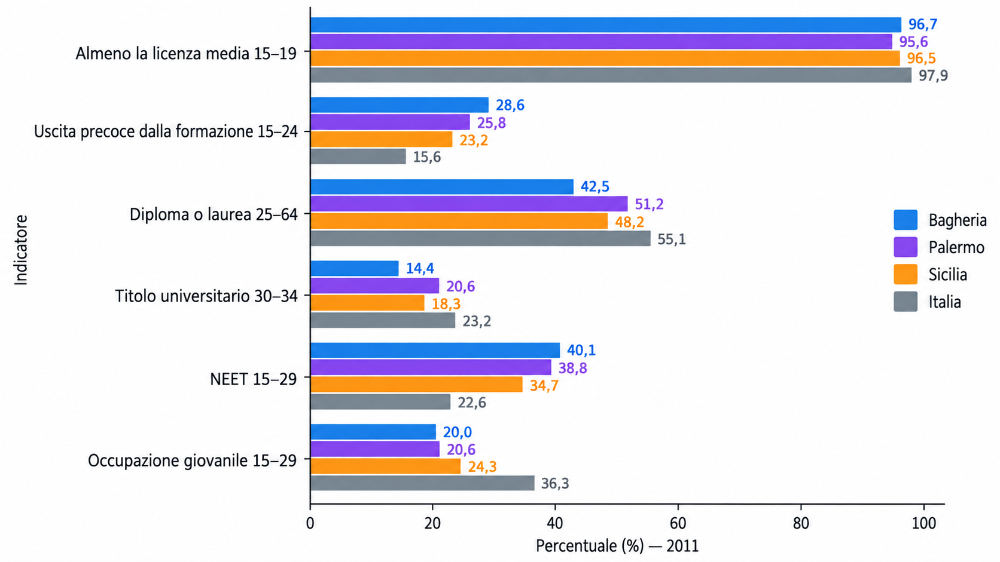 Almeno la licenza media 15–19
96,7
95,6
96,5
97,9
Uscita precoce dalla formazione 15–24
28,6
25,8
23,2
15,6
Diploma o laurea 25–64
42,5
51,2
48,2
55,1
Titolo universitario 30–34
14,4
20,6
18,3
23,2
NEET 15–29
40,1
38,8
34,7
22,6
Occupazione giovanile 15–29
20,0
20,6
24,3
36,3
Indicatore
Bagheria
Palermo
Sicilia
Italia
0 20 40 60 80 100
Percentuale (%) — 2011